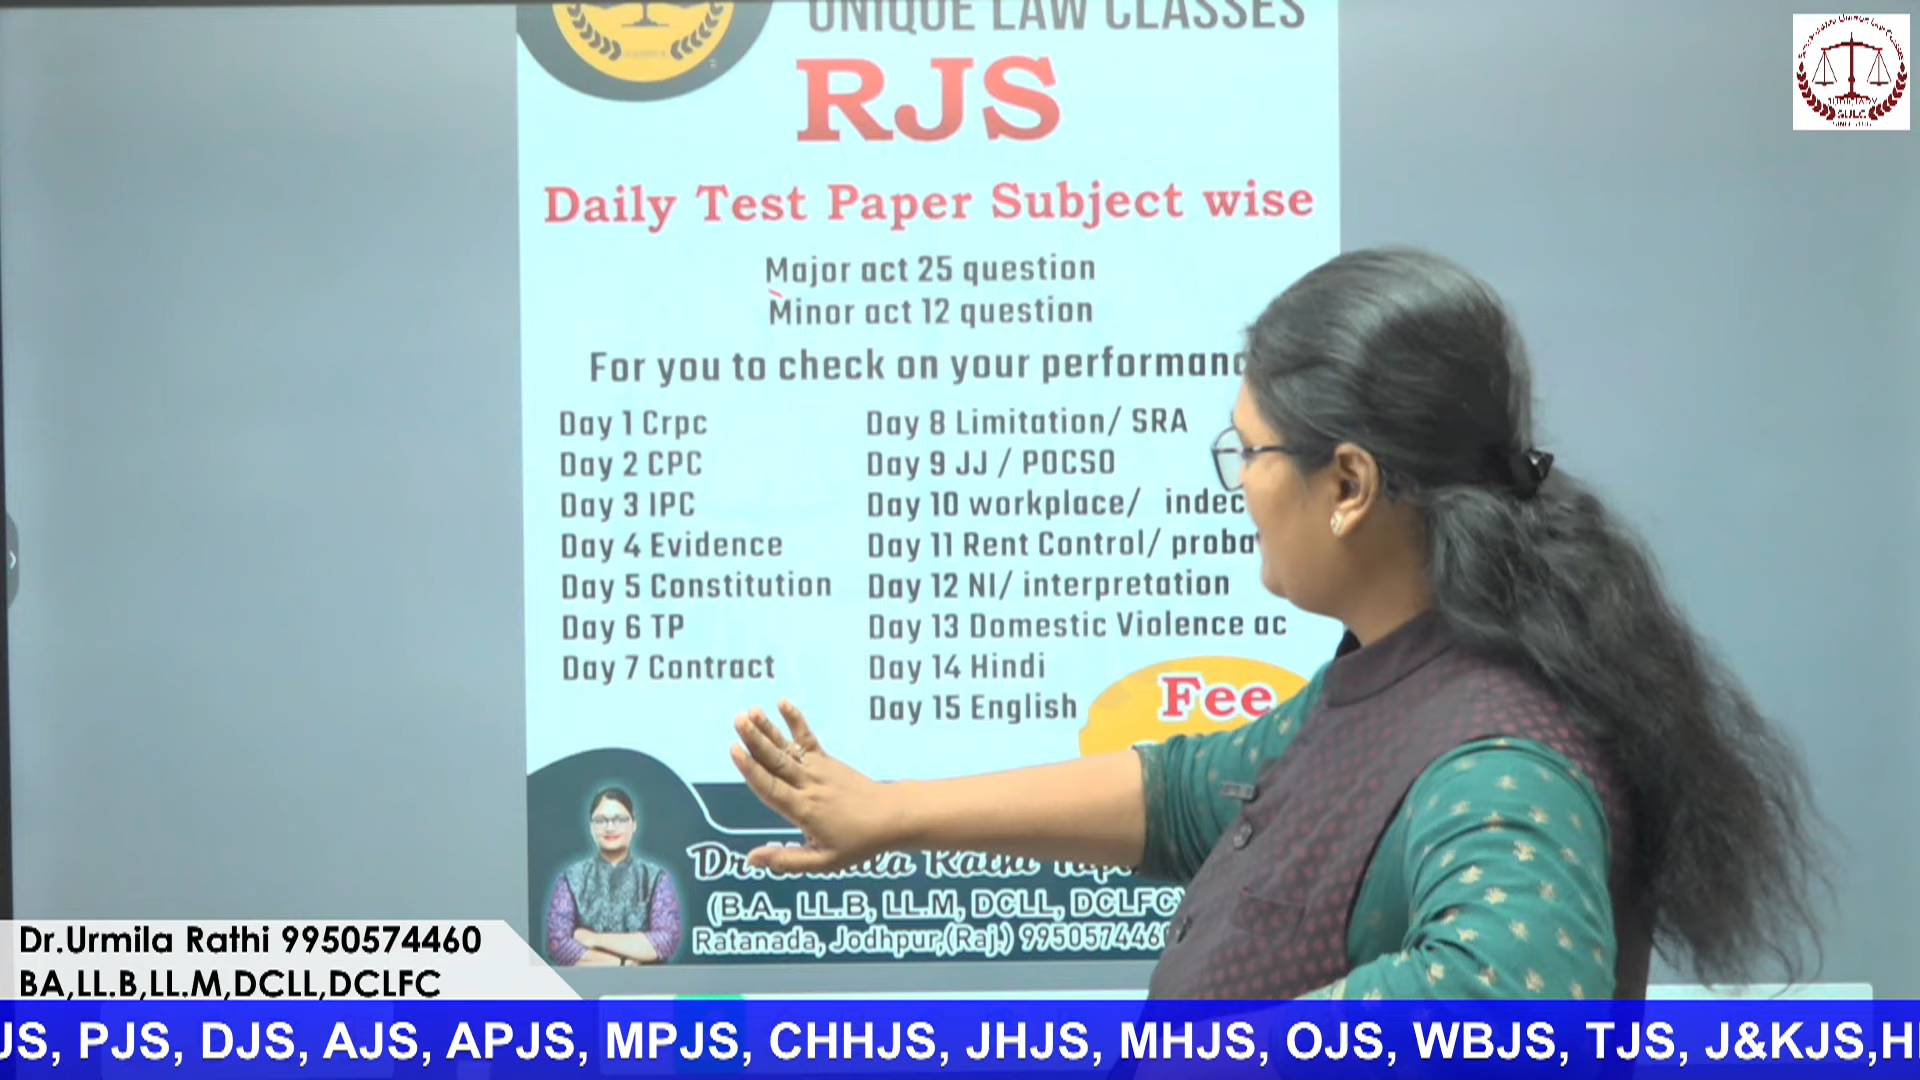 UNIQUE LAW CLASSES
RJS
Daily Test Paper Subject wise
Major act 25 question
Minor act 12 question
For you to check on your
Day 1 Crpc
Day 2 CPC
Day 3 IPC
Day 4 Evidence
Day 5 Constitution
Day 6 TP
Day 7 Contract
Day 8 Limitation/ SRA
Day 9 JJ / POCSO
Day 10 workplace/
Day 11 Rent Control/
Day 12 NI/ interpretation
Day 13 Domestic Violence ac
Day 14 Hindi
Day 15 English
Fee
Rathi
(B.A., LL.B, LL.M, DCLL, DCLFC)
Ratanada, Jodhpur,(Raj.) 995057446
Dr.Urmila Rathi 9950574460
BA,LL.B,LL.M,DCLL,DCLFC
JS, PJS, DJS, AJS, APJS, MPJS, CHHJS, JHJS, MHJS, OJS, WBJS, TJS, J&KJS,